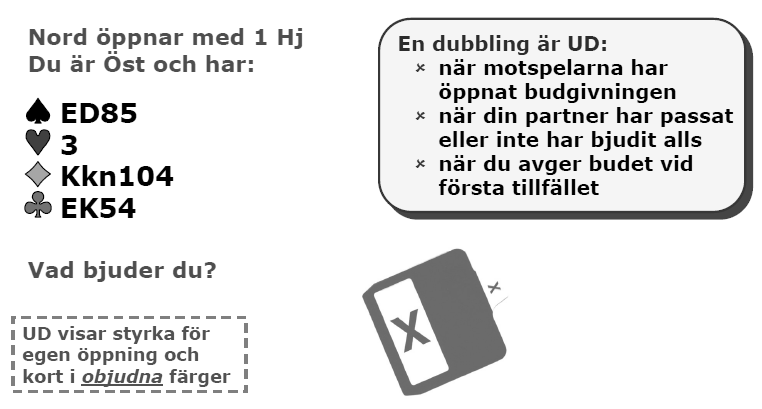 Nord öppnar med 1 Hj
Du är Öst och har:
♠ ED85
♥ 3
♦ Kkn104
♣ EK54
Vad bjuder du?
UD visar styrka för
egen öppning och
kort i objudna färger
En dubbling är UD:
× när motspelarna har
öppnat budgivningen
× när din partner har passat
eller inte har bjudit alls
× när du avger budet vid
första tillfället
X
x